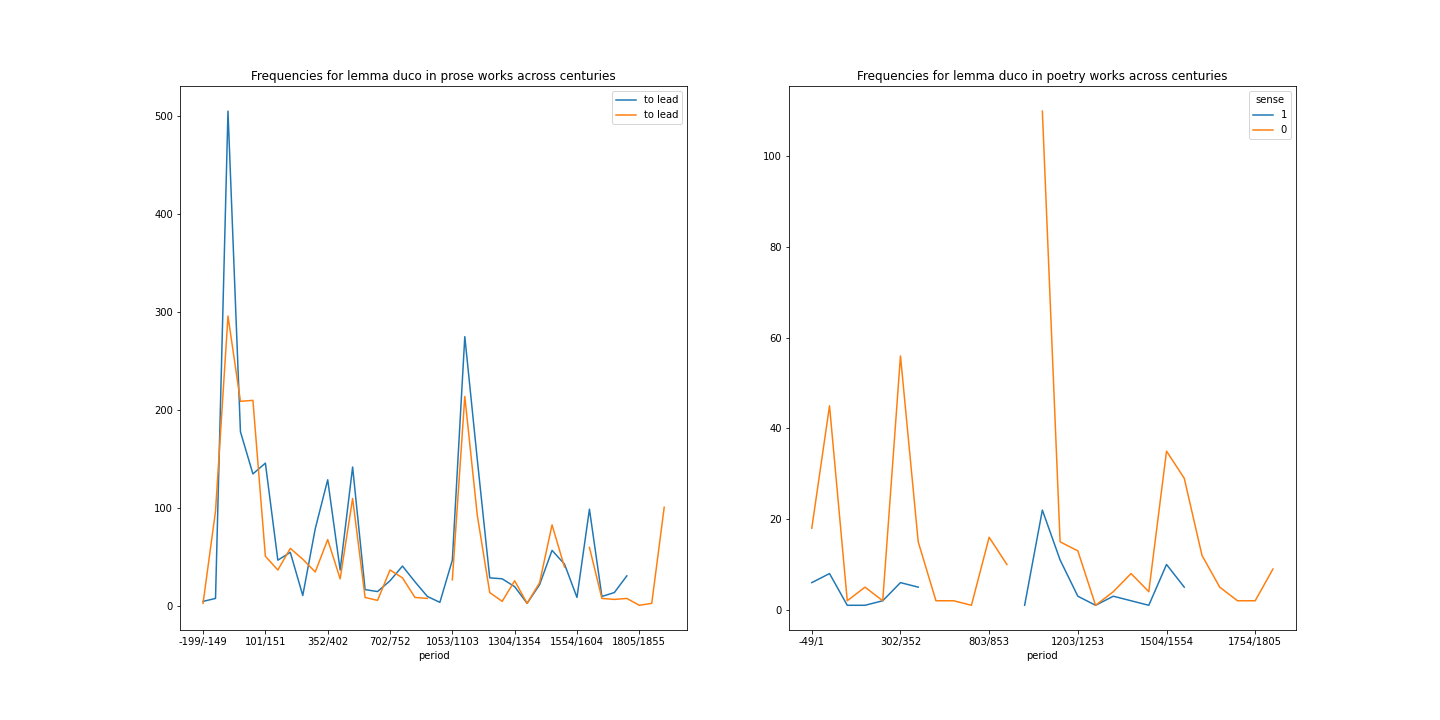 Frequencies for lemma duco in prose works across centuries
to lead
to lead
500
400
300
200
100
0
-199/-149 101/151 352/402 702/752 1053/1103 1304/1354 1554/1604 1805/1855
period
Frequencies for lemma duco in poetry works across centuries
sense
1
0
100
80
60
40
20
0
-49/1 302/352 803/853 1203/1253 1504/1554 1754/1805
period